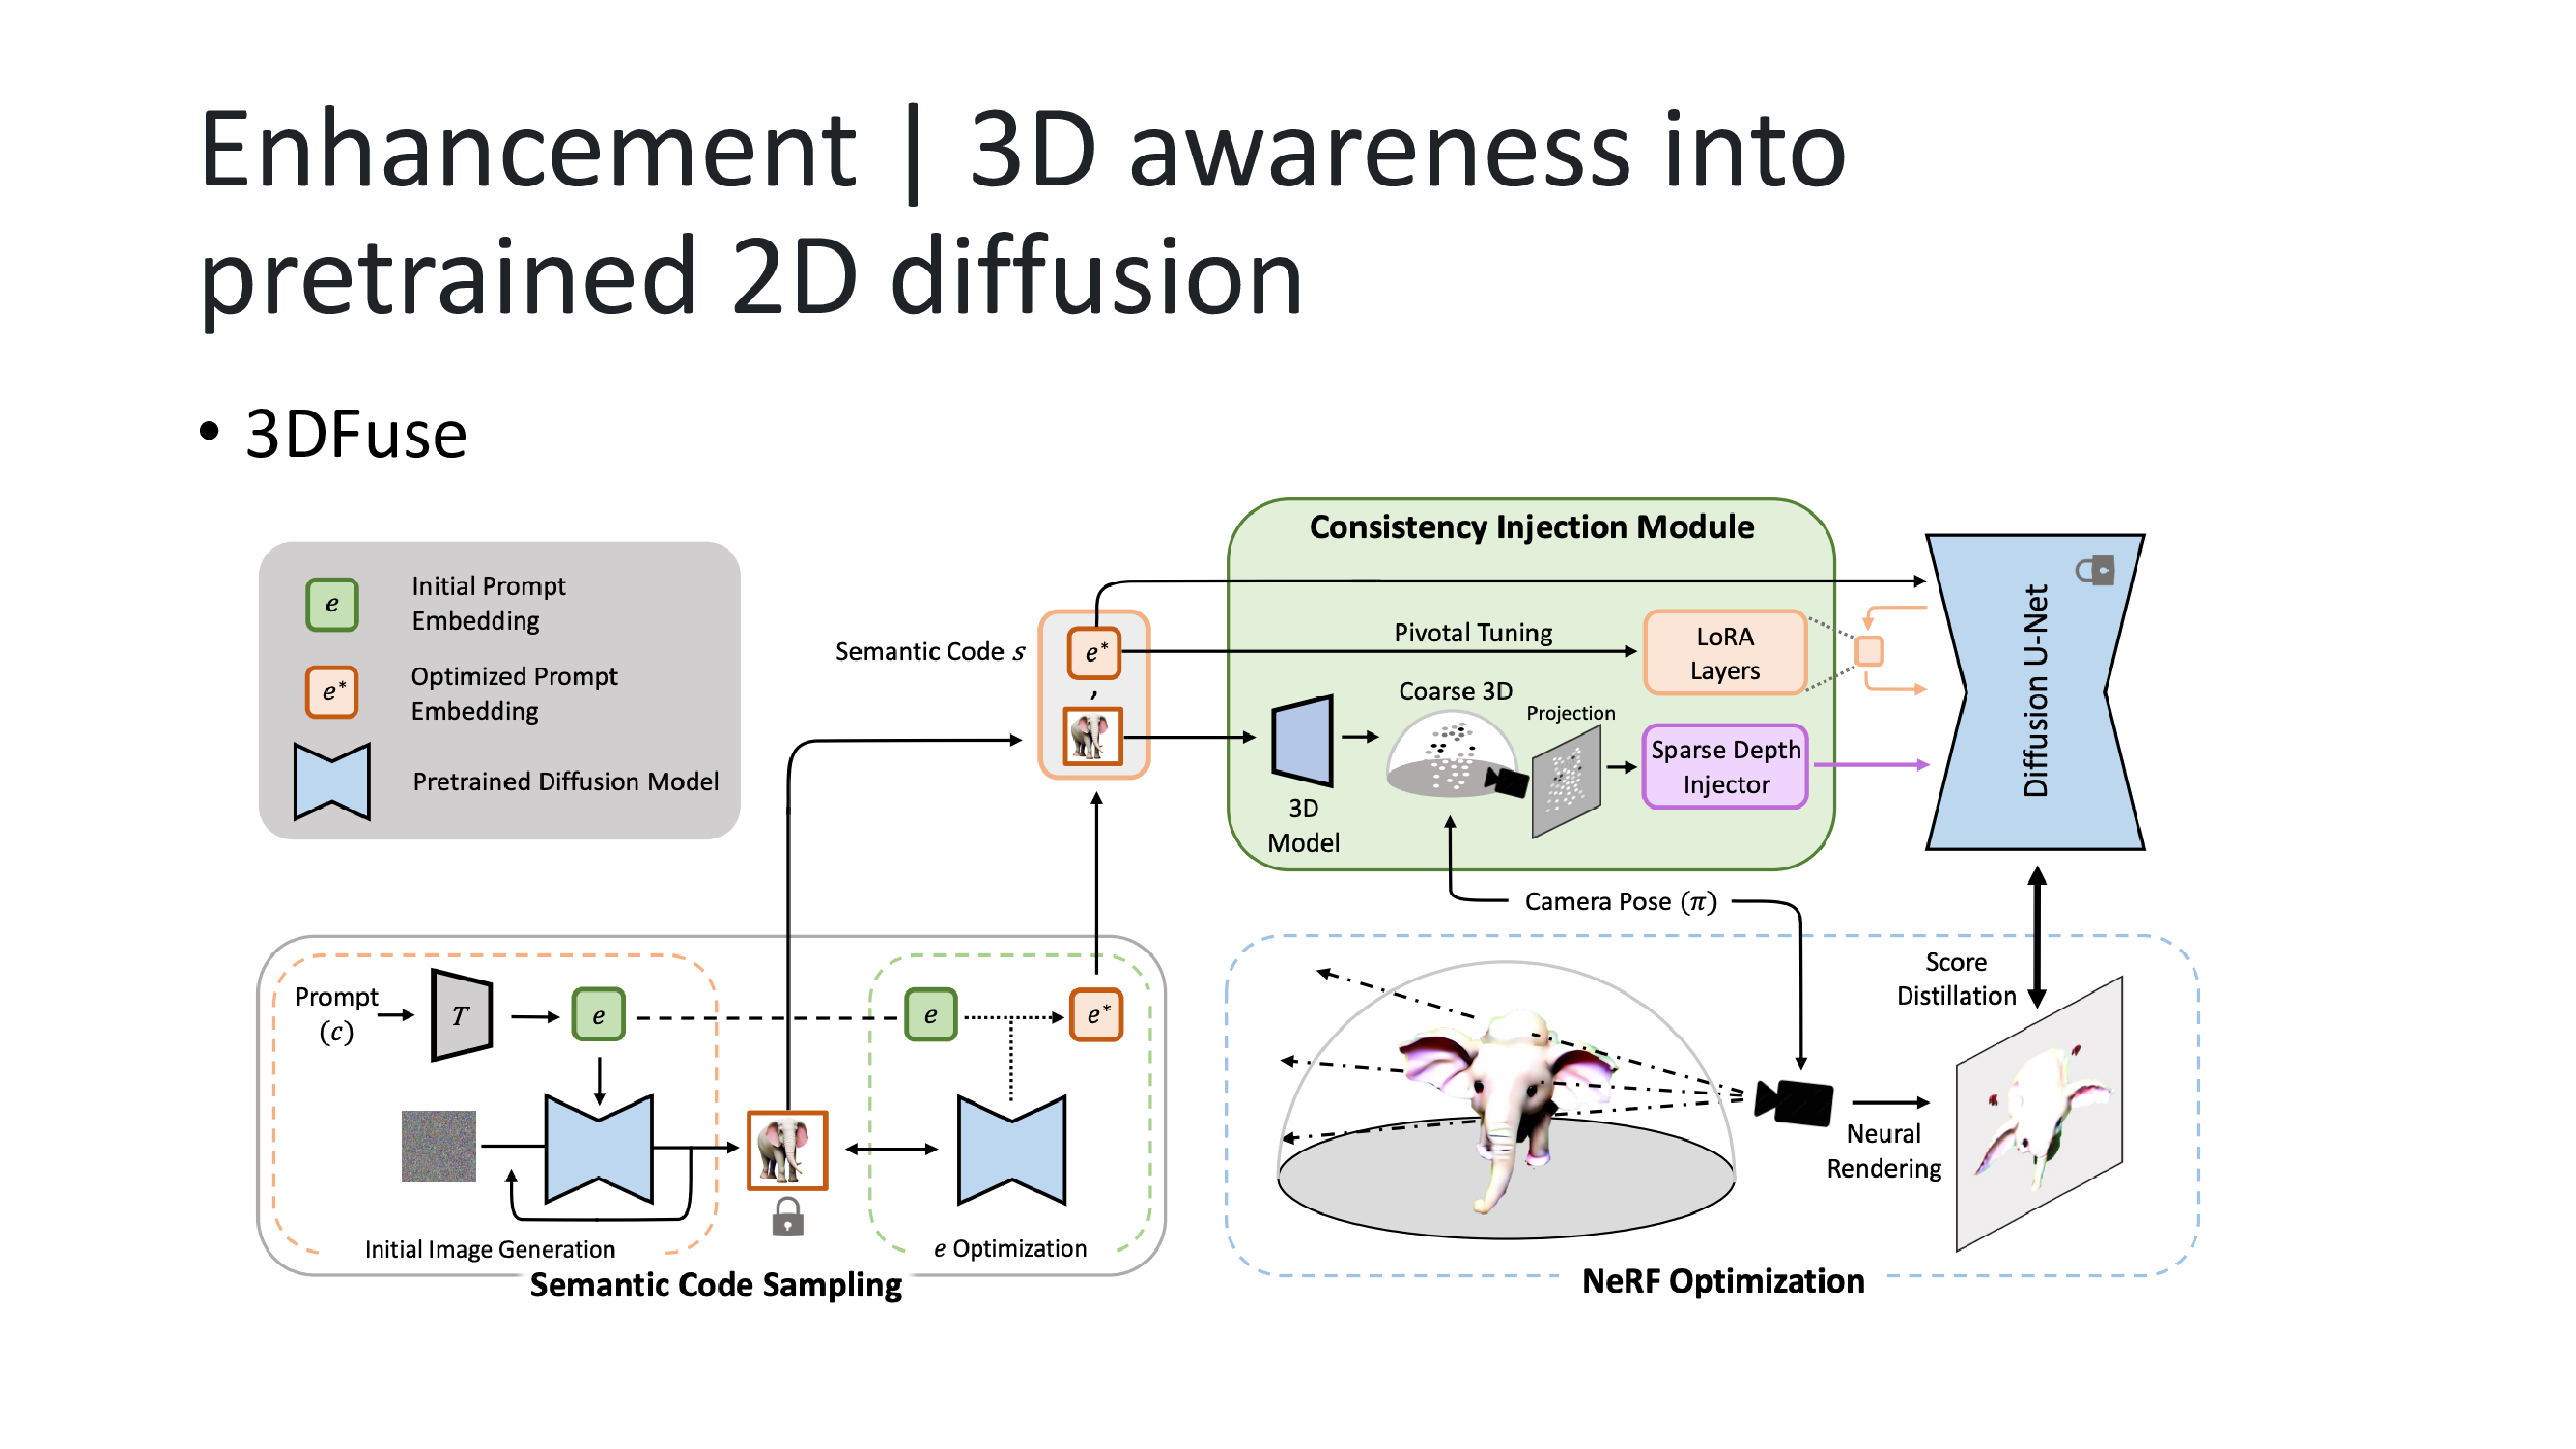 Enhancement | 3D awareness into
pretrained 2D diffusion
• 3DFuse
e
Initial Prompt
Embedding
e*
Optimized Prompt
Embedding
Pretrained Diffusion Model
Semantic Code s
e*
,
Consistency Injection Module
Pivotal Tuning
LoRA
Layers
Coarse 3D
Projection
3D
Model
Sparse Depth
Injector
Diffusion U-Net
Camera Pose (π)
Prompt
(c)
T
e
e
e*
Initial Image Generation
e Optimization
Semantic Code Sampling
Score
Distillation
Neural
Rendering
NeRF Optimization